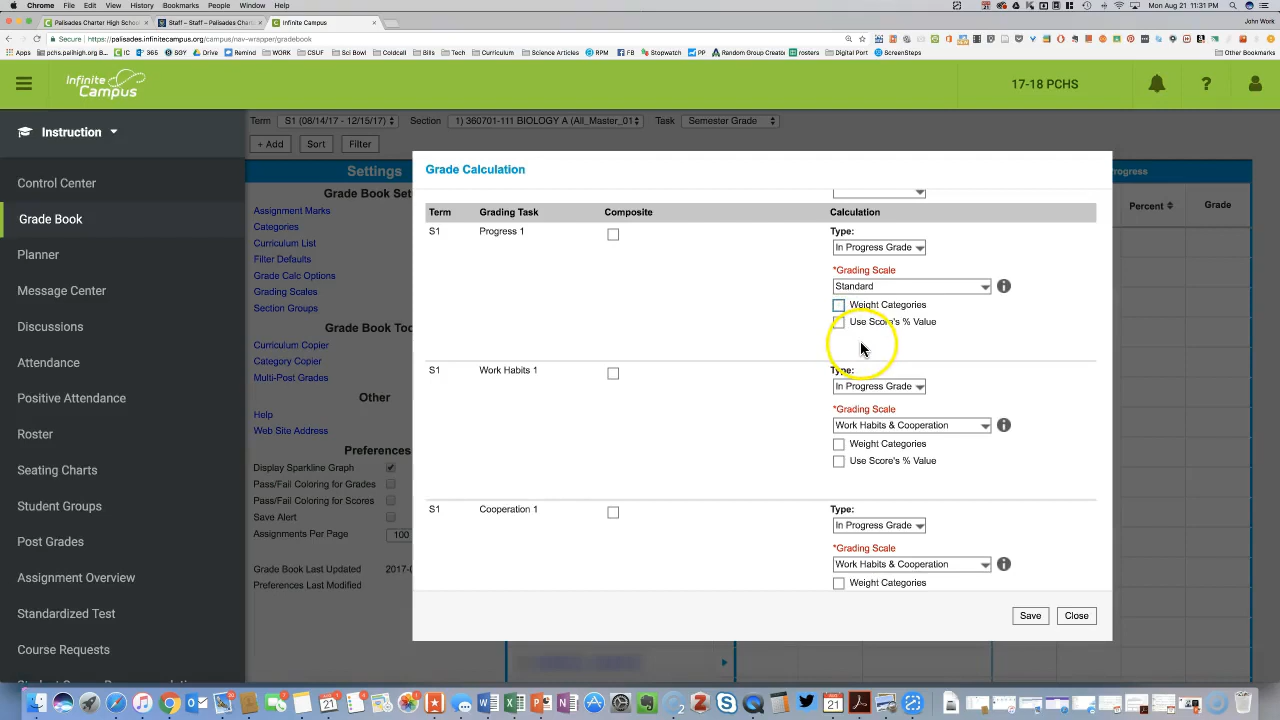 Chrome File Edit View History Bookmarks People Window Help
Mon Aug 21 11:31 PM
Palisades Charter High School
Staff – Staff – Palisades Charte
Infinite Campus
John Work
Secure https://palisades.infinitecampus.org/campus/nav-wrapper/gradebook
Apps pchs.palihigh.org IC 365 SOY Drive WORK CSUF Sci Bowl Coldcall Tech Curriculum Science Articles RPM FB Stopwatch PP Random Group Creator rosters Digital Port ScreenSteps Other Bookmarks
Infinite Campus
17-18 PCHS
?
Instruction
Term S1 (08/14/17 - 12/15/17) Section 1) 360701-111 BIOLOGY A (All_Master_01 Task Semester Grade
+ Add Sort Filter
Control Center
Grade Book
Planner
Message Center
Discussions
Attendance
Positive Attendance
Roster
Seating Charts
Student Groups
Post Grades
Assignment Overview
Standardized Test
Course Requests
Settings
Grade Book Set
Assignment Marks
Categories
Curriculum List
Filter Defaults
Grade Calc Options
Grading Scales
Section Groups
Grade Book Too
Curriculum Copier
Category Copier
Multi-Post Grades
Other
Help
Web Site Address
Preferences
Display Sparkline Graph
Pass/Fail Coloring for Grades
Pass/Fail Coloring for Scores
Save Alert
Assignments Per Page 100
Grade Book Last Updated 2017-0
Preferences Last Modified
Progress
Percent Grade
Grade Calculation
Term Grading Task Composite Calculation
S1 Progress 1 Type:
In Progress Grade
*Grading Scale
Standard
Weight Categories
Use Score's % Value
S1 Work Habits 1 Type:
In Progress Grade
*Grading Scale
Work Habits & Cooperation
Weight Categories
Use Score's % Value
S1 Cooperation 1 Type:
In Progress Grade
*Grading Scale
Work Habits & Cooperation
Weight Categories
Save Close